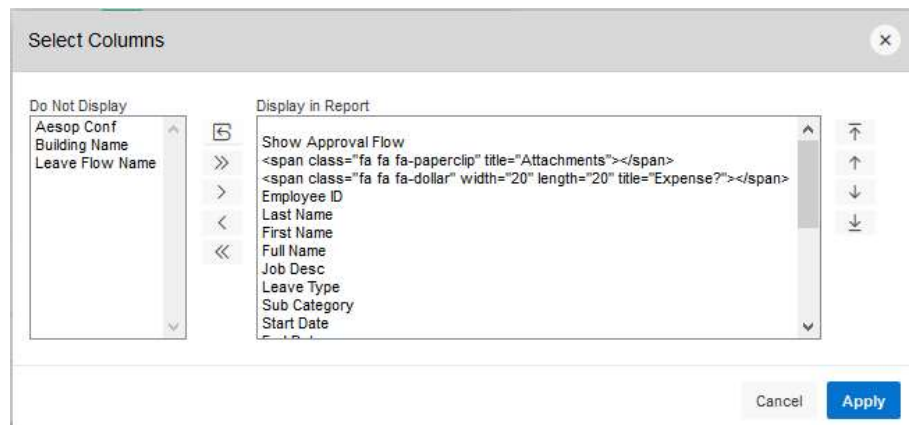 Select Columns
Do Not Display
Aesop Conf
Building Name
Leave Flow Name
Display in Report
Show Approval Flow
<span class="fa fa fa-paperclip" title="Attachments"></span>
<span class="fa fa fa-dollar" width="20" length="20" title="Expense?"></span>
Employee ID
Last Name
First Name
Full Name
Job Desc
Leave Type
Sub Category
Start Date
Cancel
Apply